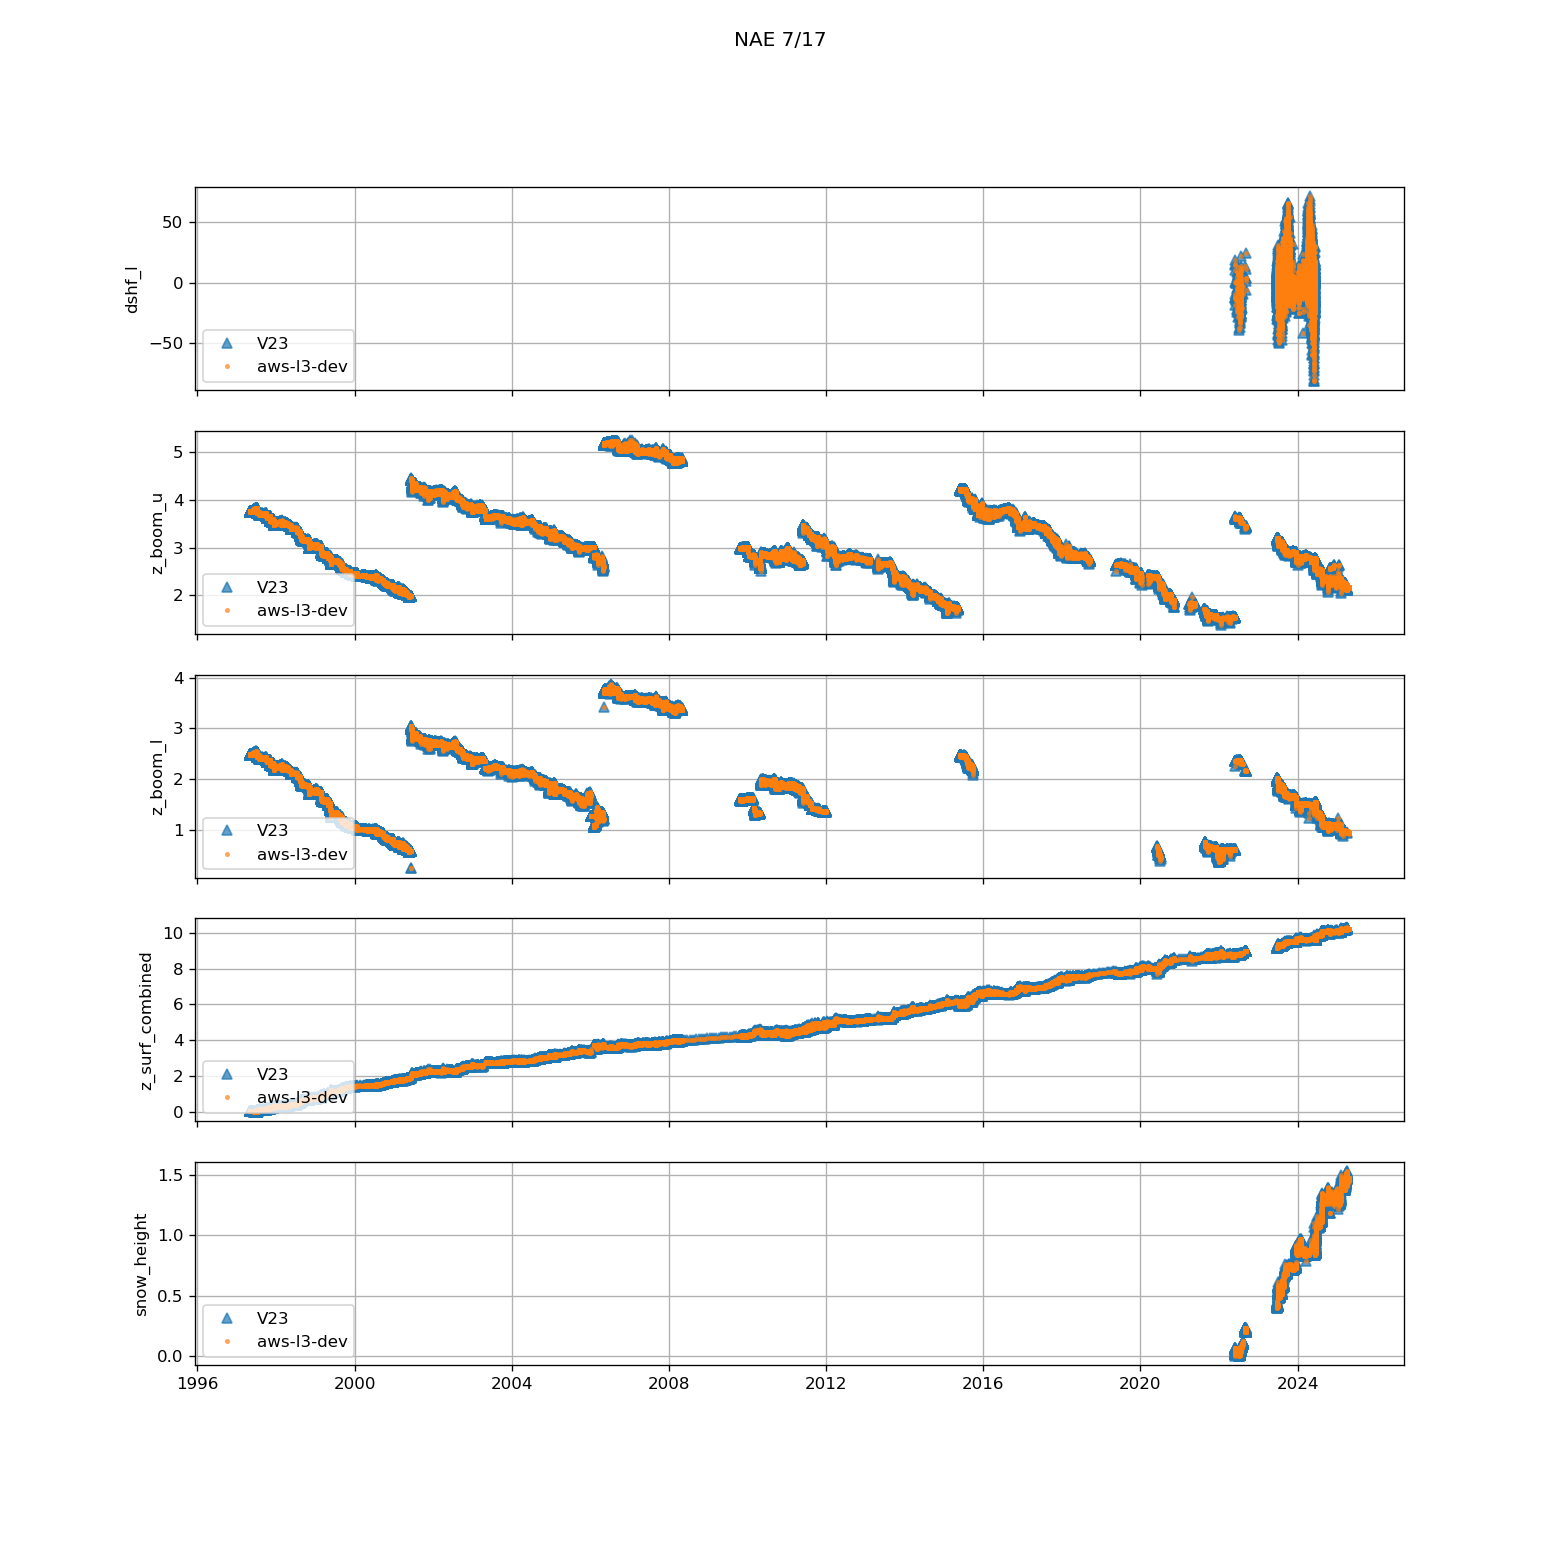 NAE 7/17
dshf_l
50
0
−50
V23
aws-l3-dev
z_boom_u
5
4
3
2
V23
aws-l3-dev
z_boom_l
4
3
2
1
V23
aws-l3-dev
z_surf_combined
10
8
6
4
2
0
V23
aws-l3-dev
snow_height
1.5
1.0
0.5
0.0
V23
aws-l3-dev
1996 2000 2004 2008 2012 2016 2020 2024